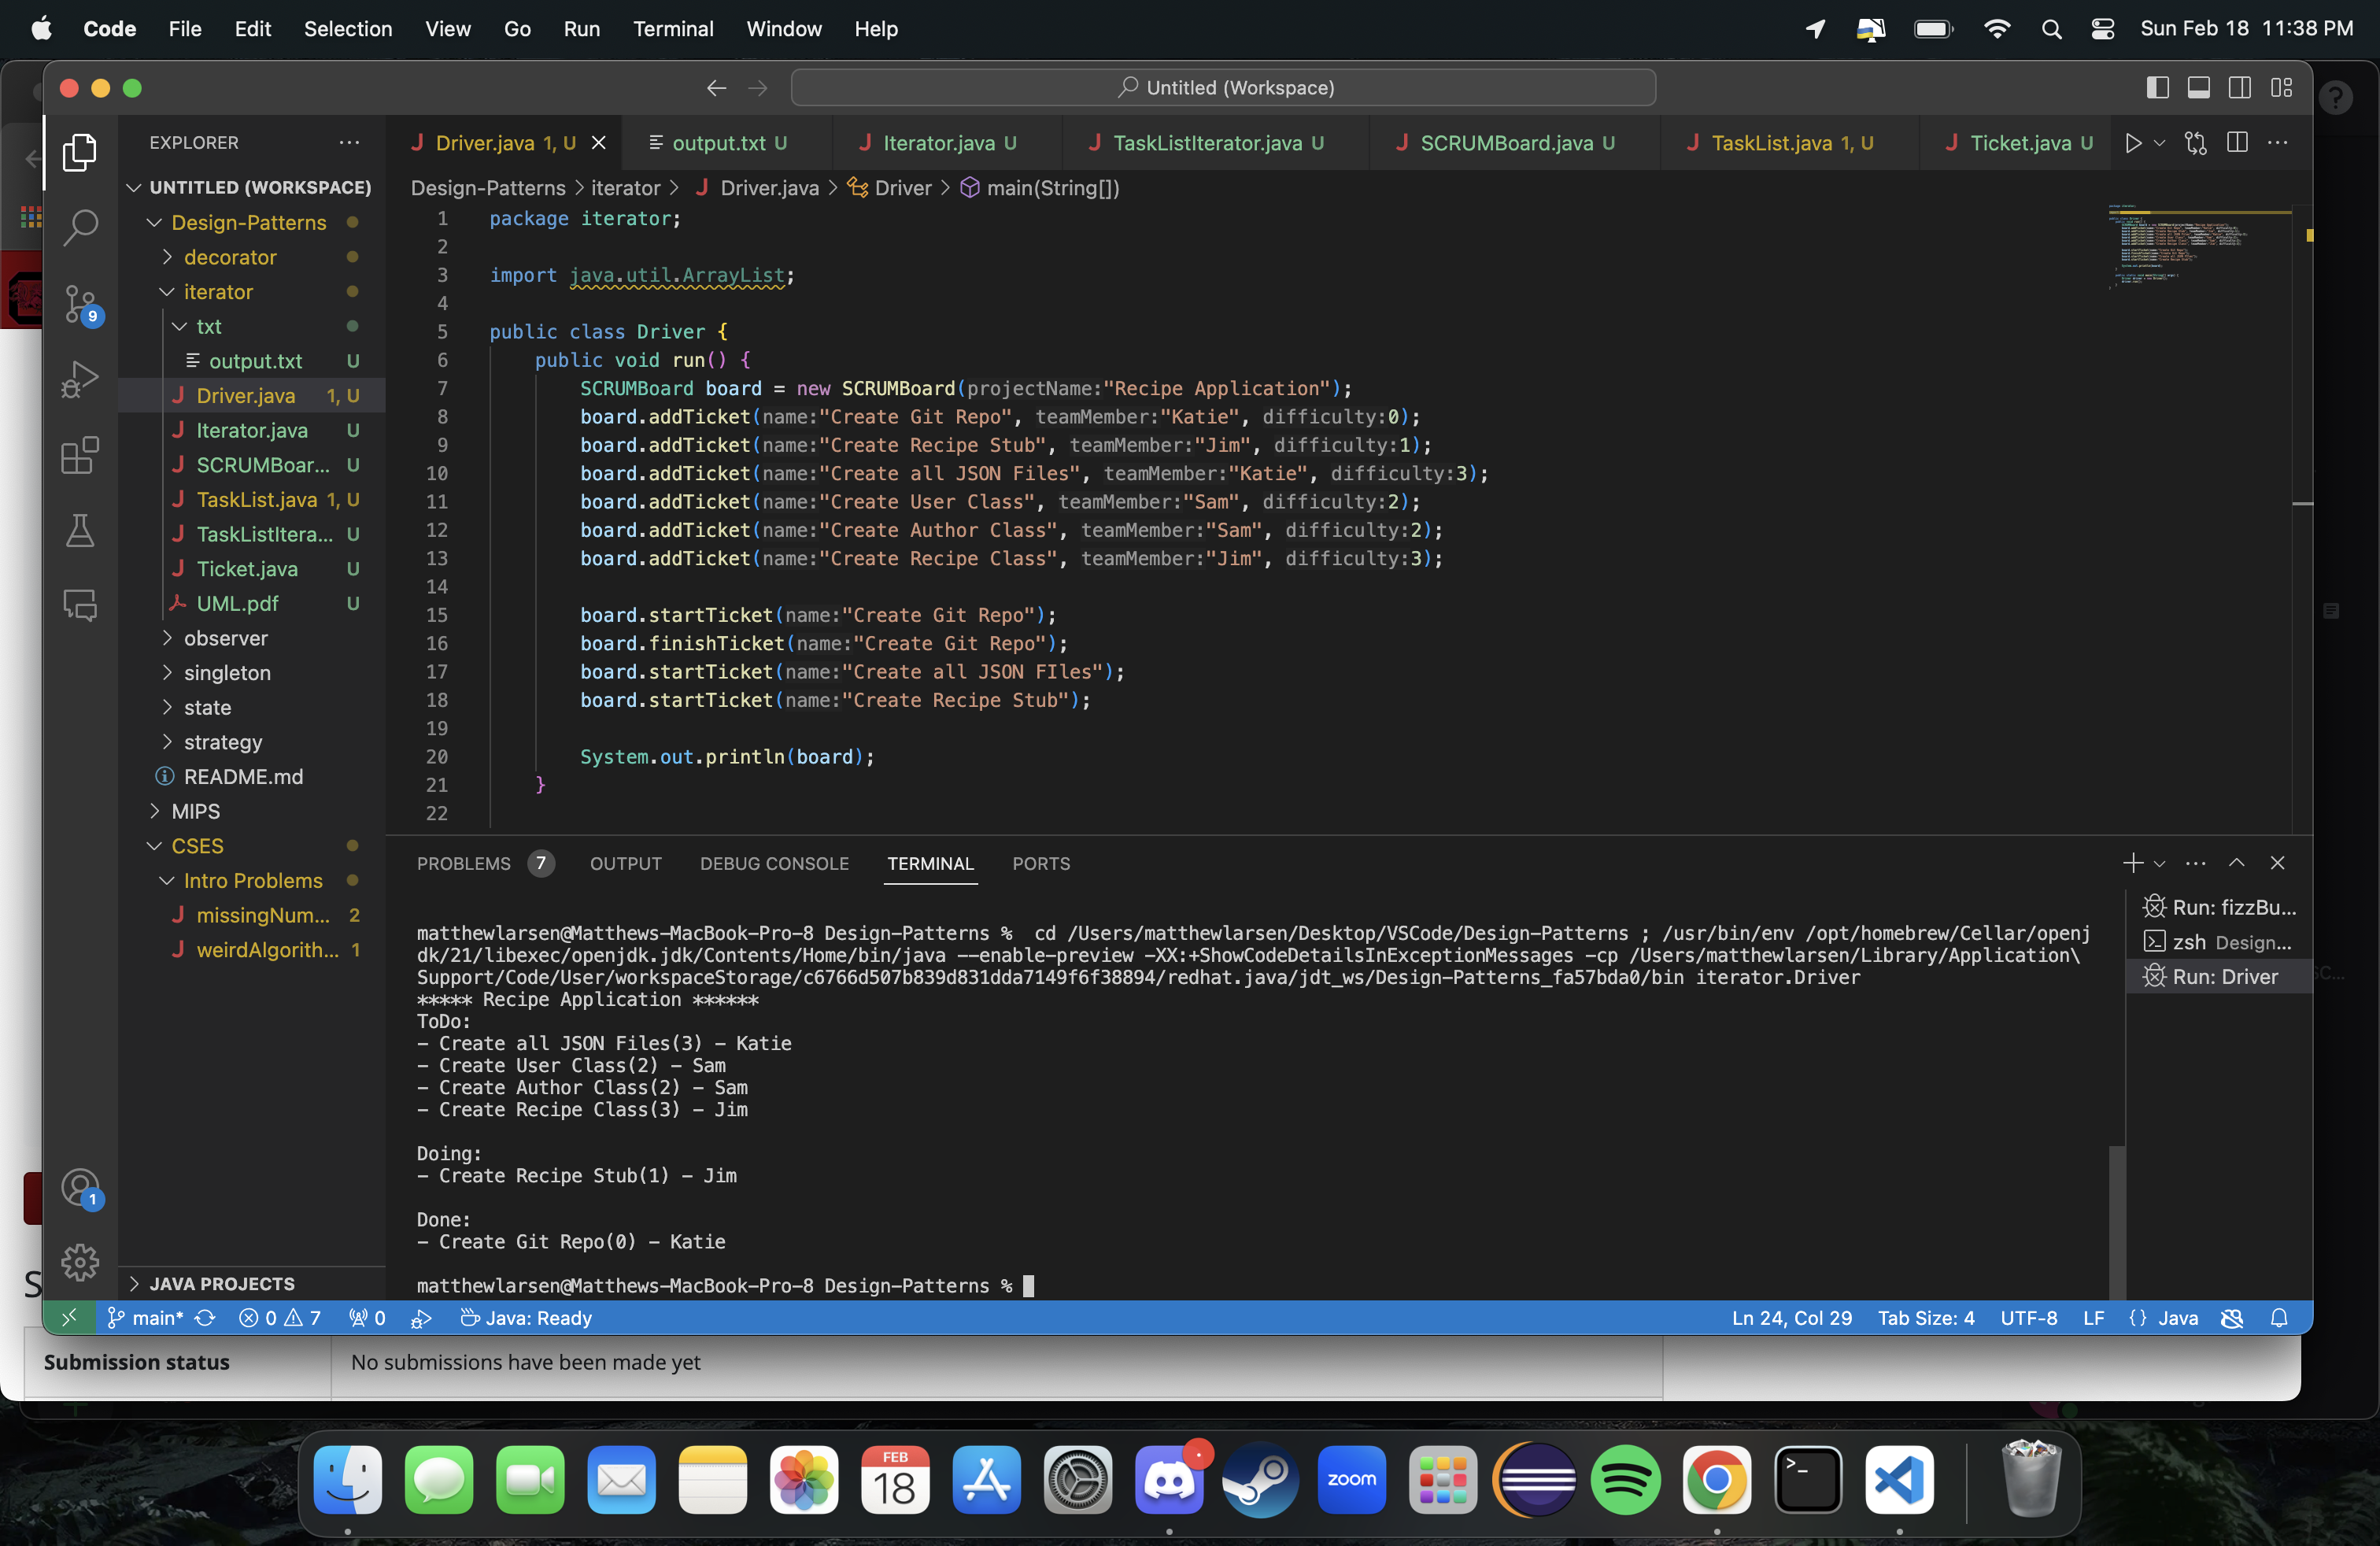 Code File Edit Selection View Go Run Terminal Window Help Sun Feb 18 11:38 PM
Untitled (Workspace)
EXPLORER
Driver.java 1, U output.txt U Iterator.java U TaskListIterator.java U SCRUMBoard.java U TaskList.java 1, U Ticket.java U
Design-Patterns > iterator > Driver.java > Driver > main(String[])
UNTITLED (WORKSPACE)
Design-Patterns
decorator
iterator
txt
output.txt U
Driver.java 1, U
Iterator.java U
SCRUMBoar... U
TaskList.java 1, U
TaskListItera... U
Ticket.java U
UML.pdf U
observer
singleton
state
strategy
README.md
MIPS
CSES
Intro Problems
missingNum... 2
weirdAlgorith... 1
JAVA PROJECTS
9
1
1 package iterator;
2
3 import java.util.ArrayList;
4
5 public class Driver {
6 public void run() {
7 SCRUMBoard board = new SCRUMBoard(projectName:"Recipe Application");
8 board.addTicket(name:"Create Git Repo", teamMember:"Katie", difficulty:0);
9 board.addTicket(name:"Create Recipe Stub", teamMember:"Jim", difficulty:1);
10 board.addTicket(name:"Create all JSON Files", teamMember:"Katie", difficulty:3);
11 board.addTicket(name:"Create User Class", teamMember:"Sam", difficulty:2);
12 board.addTicket(name:"Create Author Class", teamMember:"Sam", difficulty:2);
13 board.addTicket(name:"Create Recipe Class", teamMember:"Jim", difficulty:3);
14
15 board.startTicket(name:"Create Git Repo");
16 board.finishTicket(name:"Create Git Repo");
17 board.startTicket(name:"Create all JSON FIles");
18 board.startTicket(name:"Create Recipe Stub");
19
20 System.out.println(board);
21 }
22
PROBLEMS 7 OUTPUT DEBUG CONSOLE TERMINAL PORTS
matthewlarsen@Matthews-MacBook-Pro-8 Design-Patterns % cd /Users/matthewlarsen/Desktop/VSCode/Design-Patterns ; /usr/bin/env /opt/homebrew/Cellar/openj
dk/21/libexec/openjdk.jdk/Contents/Home/bin/java --enable-preview -XX:+ShowCodeDetailsInExceptionMessages -cp /Users/matthewlarsen/Library/Application\
Support/Code/User/workspaceStorage/c6766d507b839d831dda7149f6f38894/redhat.java/jdt_ws/Design-Patterns_fa57bda0/bin iterator.Driver
***** Recipe Application ******
ToDo:
- Create all JSON Files(3) - Katie
- Create User Class(2) - Sam
- Create Author Class(2) - Sam
- Create Recipe Class(3) - Jim
Doing:
- Create Recipe Stub(1) - Jim
Done:
- Create Git Repo(0) - Katie
matthewlarsen@Matthews-MacBook-Pro-8 Design-Patterns %
Run: fizzBu...
zsh Design...
Run: Driver
main* 0 7 0 Java: Ready Ln 24, Col 29 Tab Size: 4 UTF-8 LF {} Java
Submission status No submissions have been made yet
FEB
18
zoom